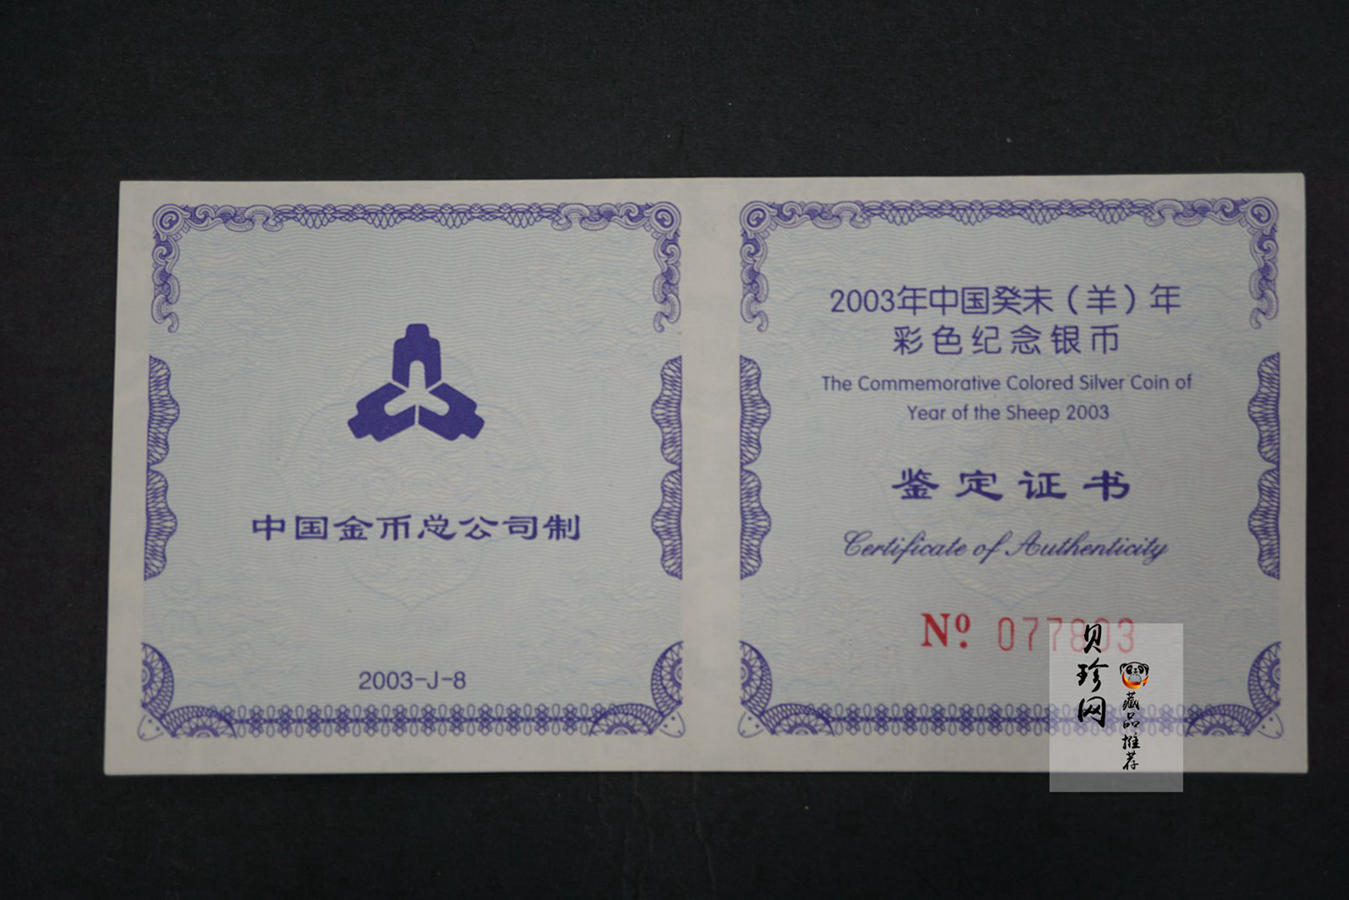 中国金币总公司制
2003-J-8
2003年中国癸未（羊）年
彩色纪念银币
The Commemorative Colored Silver Coin of
Year of the Sheep 2003
鉴定证书
Certificate of Authenticity
Nº 077803
贝珍网
藏品推荐